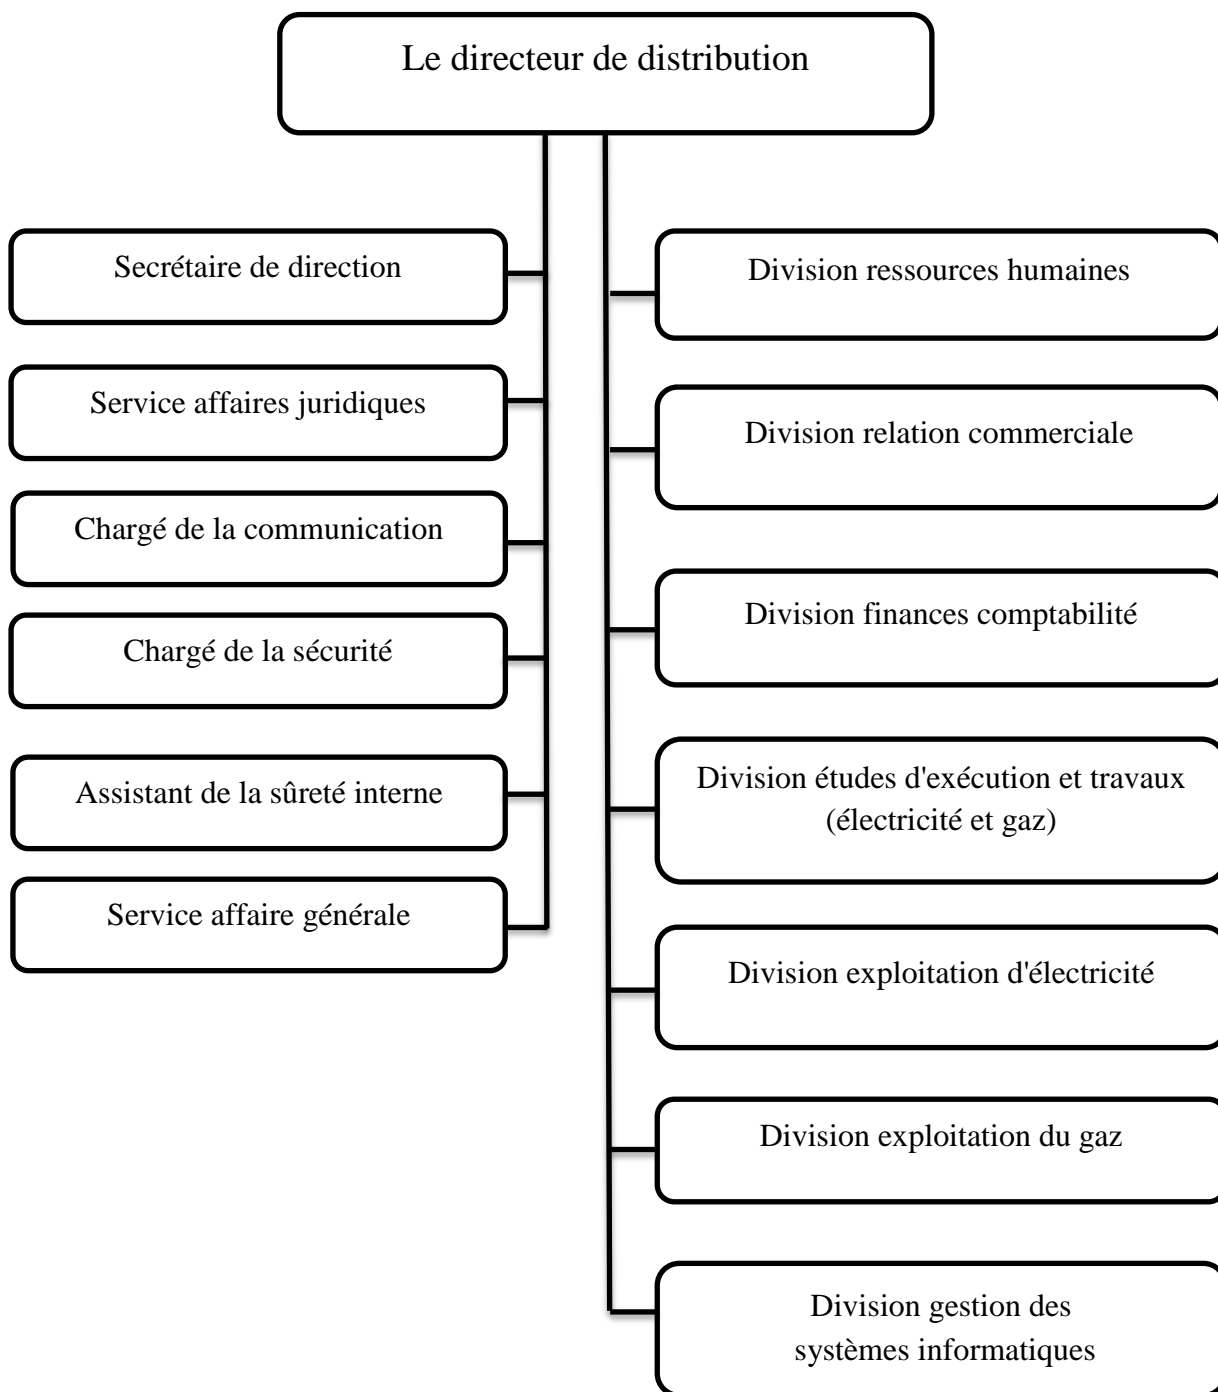 Le directeur de distribution
Secrétaire de direction
Service affaires juridiques
Chargé de la communication
Chargé de la sécurité
Assistant de la sûreté interne
Service affaire générale
Division ressources humaines
Division relation commerciale
Division finances comptabilité
Division études d'exécution et travaux
(électricité et gaz)
Division exploitation d'électricité
Division exploitation du gaz
Division gestion des
systèmes informatiques